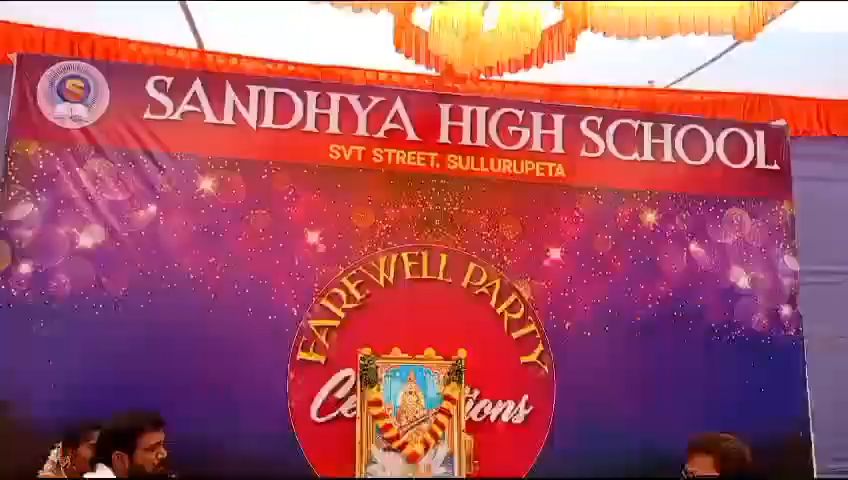 SANDHYA HIGH SCHOOL
SVT STREET, SULLURUPETA
FAREWELL PARTY